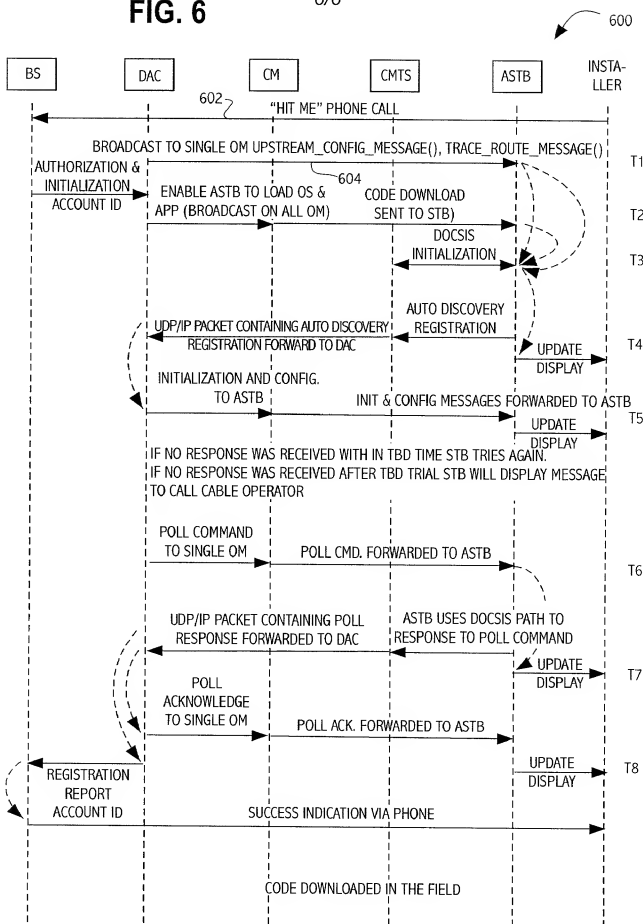 FIG. 6
6/6
600
BS
DAC
CM
CMTS
ASTB
INSTA-
LLER
602
"HIT ME" PHONE CALL
BROADCAST TO SINGLE OM UPSTREAM_CONFIG_MESSAGE(), TRACE_ROUTE_MESSAGE()
T1
604
AUTHORIZATION &
INITIALIZATION
ACCOUNT ID
ENABLE ASTB TO LOAD OS &
APP (BROADCAST ON ALL OM)
CODE DOWNLOAD
SENT TO STB)
T2
DOCSIS
INITIALIZATION
T3
AUTO DISCOVERY
REGISTRATION
UDP/IP PACKET CONTAINING AUTO DISCOVERY
REGISTRATION FORWARD TO DAC
T4
UPDATE
DISPLAY
INITIALIZATION AND CONFIG.
TO ASTB
INIT & CONFIG MESSAGES FORWARDED TO ASTB
T5
UPDATE
DISPLAY
IF NO RESPONSE WAS RECEIVED WITH IN TBD TIME STB TRIES AGAIN.
IF NO RESPONSE WAS RECEIVED AFTER TBD TRIAL STB WILL DISPLAY MESSAGE
TO CALL CABLE OPERATOR
POLL COMMAND
TO SINGLE OM
POLL CMD. FORWARDED TO ASTB
T6
UDP/IP PACKET CONTAINING POLL
RESPONSE FORWARDED TO DAC
ASTB USES DOCSIS PATH TO
RESPONSE TO POLL COMMAND
UPDATE
DISPLAY
T7
POLL
ACKNOWLEDGE
TO SINGLE OM
POLL ACK. FORWARDED TO ASTB
UPDATE
DISPLAY
T8
REGISTRATION
REPORT
ACCOUNT ID
SUCCESS INDICATION VIA PHONE
CODE DOWNLOADED IN THE FIELD